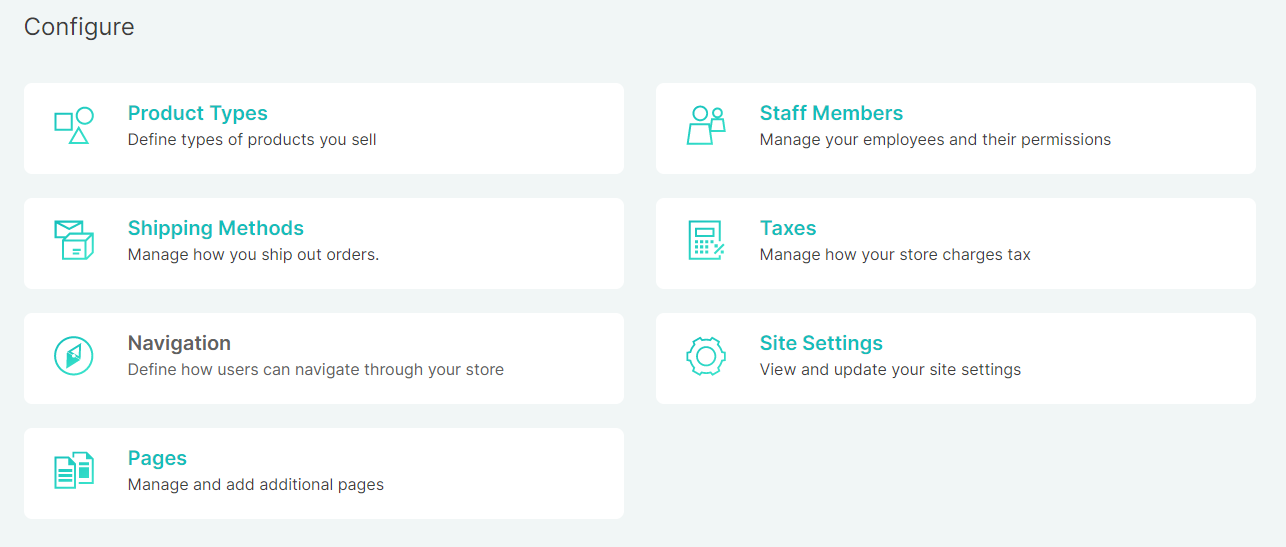 Configure
Product Types
Define types of products you sell
Staff Members
Manage your employees and their permissions
Shipping Methods
Manage how you ship out orders.
Taxes
Manage how your store charges tax
Navigation
Define how users can navigate through your store
Site Settings
View and update your site settings
Pages
Manage and add additional pages